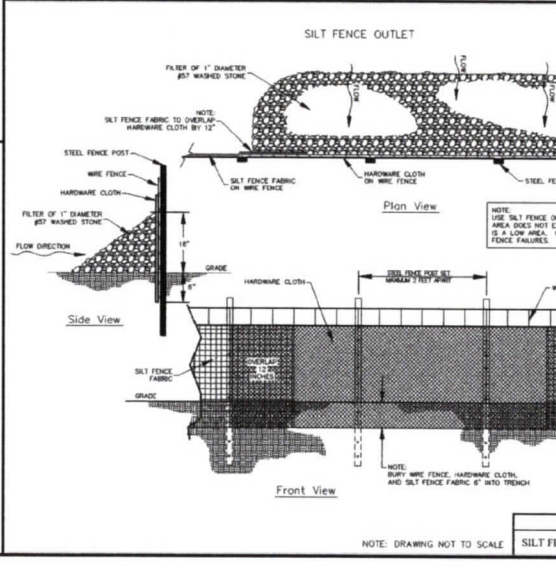 SILT FENCE OUTLET
FILTER OF 1" DIAMETER
#57 WASHED STONE
FLOW
FLOW
FLOW
FLOW
NOTE:
SILT FENCE FABRIC TO OVERLAP
HARDWARE CLOTH BY 12"
STEEL FENCE POST
WIRE FENCE
HARDWARE CLOTH
FILTER OF 1" DIAMETER
#57 WASHED STONE
FLOW DIRECTION
18"
GRADE
6"
Side View
SILT FENCE FABRIC
ON WIRE FENCE
HARDWARE CLOTH
ON WIRE FENCE
STEEL FE
Plan View
NOTE:
USE SILT FENCE O
AREA DOES NOT E
IS A LOW AREA.
FENCE FAILURES.
HARDWARE CLOTH
STEEL FENCE POST SET
MAXIMUM 2 FEET APART
W
SILT FENCE
FABRIC
OVERLAP
12
INCHES
GRADE
NOTE:
BURY WIRE FENCE, HARDWARE CLOTH,
AND SILT FENCE FABRIC 6" INTO TRENCH
Front View
NOTE: DRAWING NOT TO SCALE
SILT FE